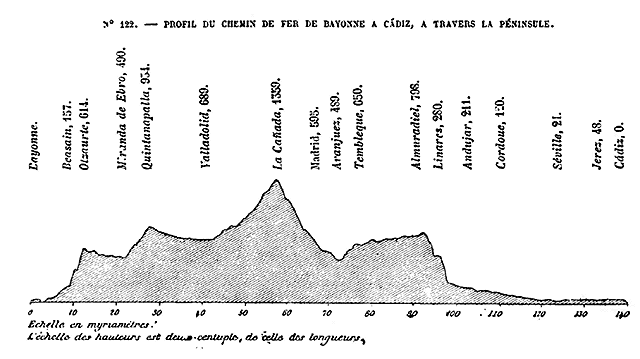 N° 122. — PROFIL DU CHEMIN DE FER DE BAYONNE A CÁDIZ, A TRAVERS LA PÉNINSULE.
Bayonne.
Beasain, 157.
Olzaurte, 614.
Miranda de Ebro, 490.
Quintanapalla, 954.
Valladolid, 689.
La Cañada, 1359.
Madrid, 595.
Aranjuez, 489.
Tembleque, 650.
Almuradiel, 798.
Linares, 280.
Andujar, 211.
Cordoue, 120.
Séville, 21.
Jerez, 48.
Cádiz, 0.
0 10 20 30 40 50 60 70 80 90 100 110 120 130 140
Echelle en myriamètres.
L'échelle des hauteurs est deux-centuple, de celle des longueurs,